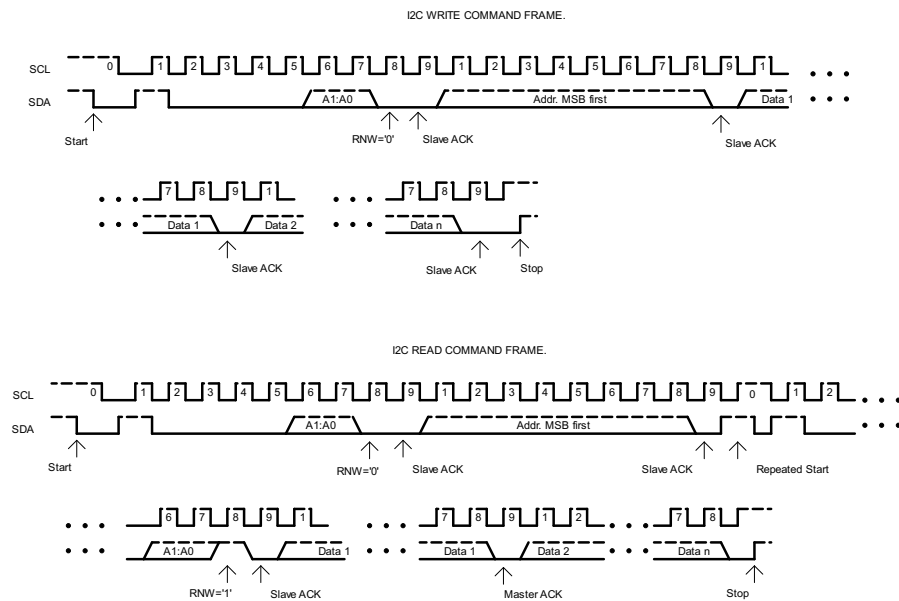 I2C WRITE COMMAND FRAME.
SCL 0 1 2 3 4 5 6 7 8 9 1 2 3 4 5 6 7 8 9 1
SDA A1:A0 Addr. MSB first Data 1
Start RNW='0' Slave ACK Slave ACK
7 8 9 1 7 8 9
Data 1 Data 2 Data n
Slave ACK Slave ACK Stop
I2C READ COMMAND FRAME.
SCL 0 1 2 3 4 5 6 7 8 9 1 2 3 4 5 6 7 8 9 0 1 2
SDA A1:A0 Addr. MSB first
Start RNW='0' Slave ACK Slave ACK Repeated Start
6 7 8 9 1 7 8 9 1 2 7 8
A1:A0 Data 1 Data 1 Data 2 Data n
RNW='1' Slave ACK Master ACK Stop